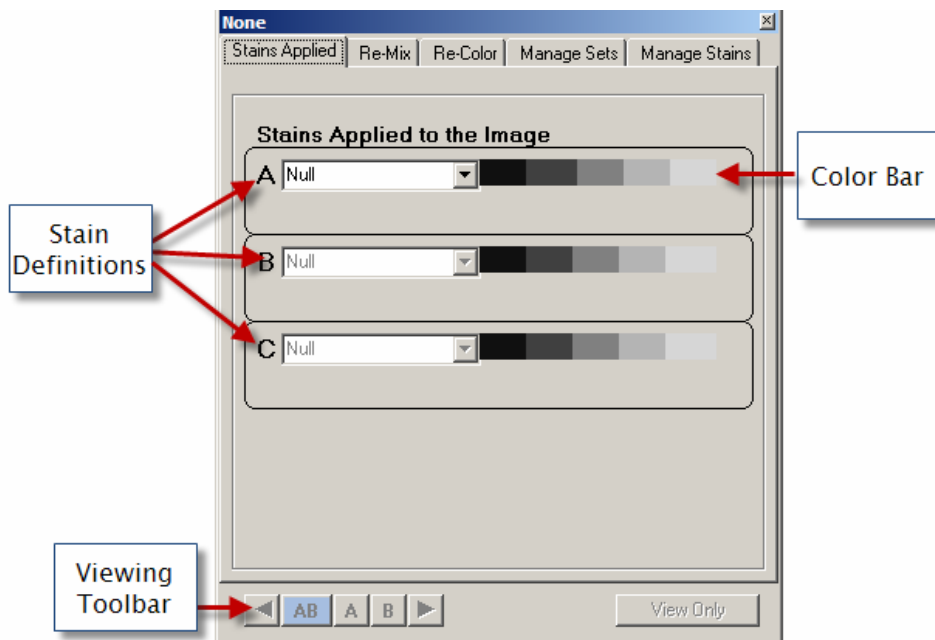 None
Stains Applied Re-Mix Re-Color Manage Sets Manage Stains
Stains Applied to the Image
A Null
Color Bar
Stain
Definitions
B Null
C Null
Viewing
Toolbar
AB A B View Only